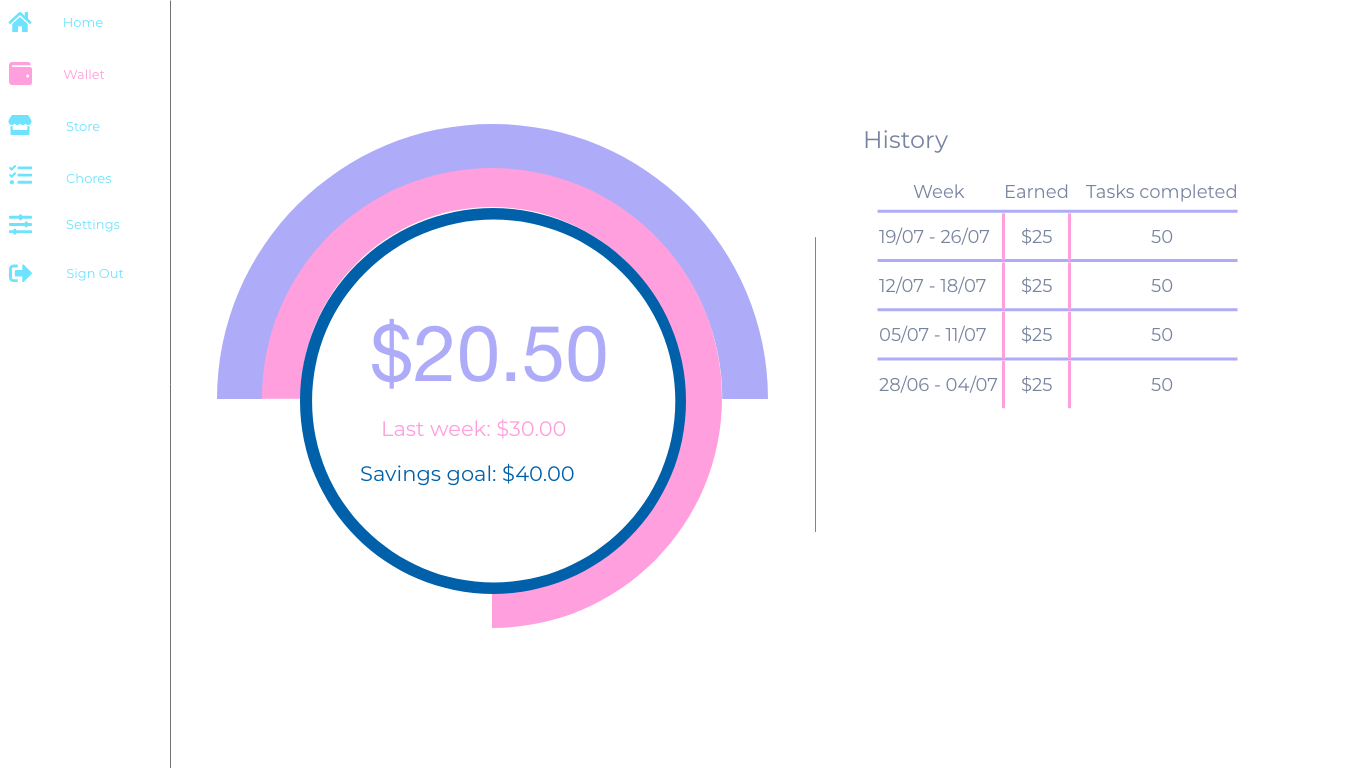 Home
Wallet
Store
Chores
Settings
Sign Out
$20.50
Last week: $30.00
Savings goal: $40.00
History
Week Earned Tasks completed
19/07 - 26/07 $25 50
12/07 - 18/07 $25 50
05/07 - 11/07 $25 50
28/06 - 04/07 $25 50